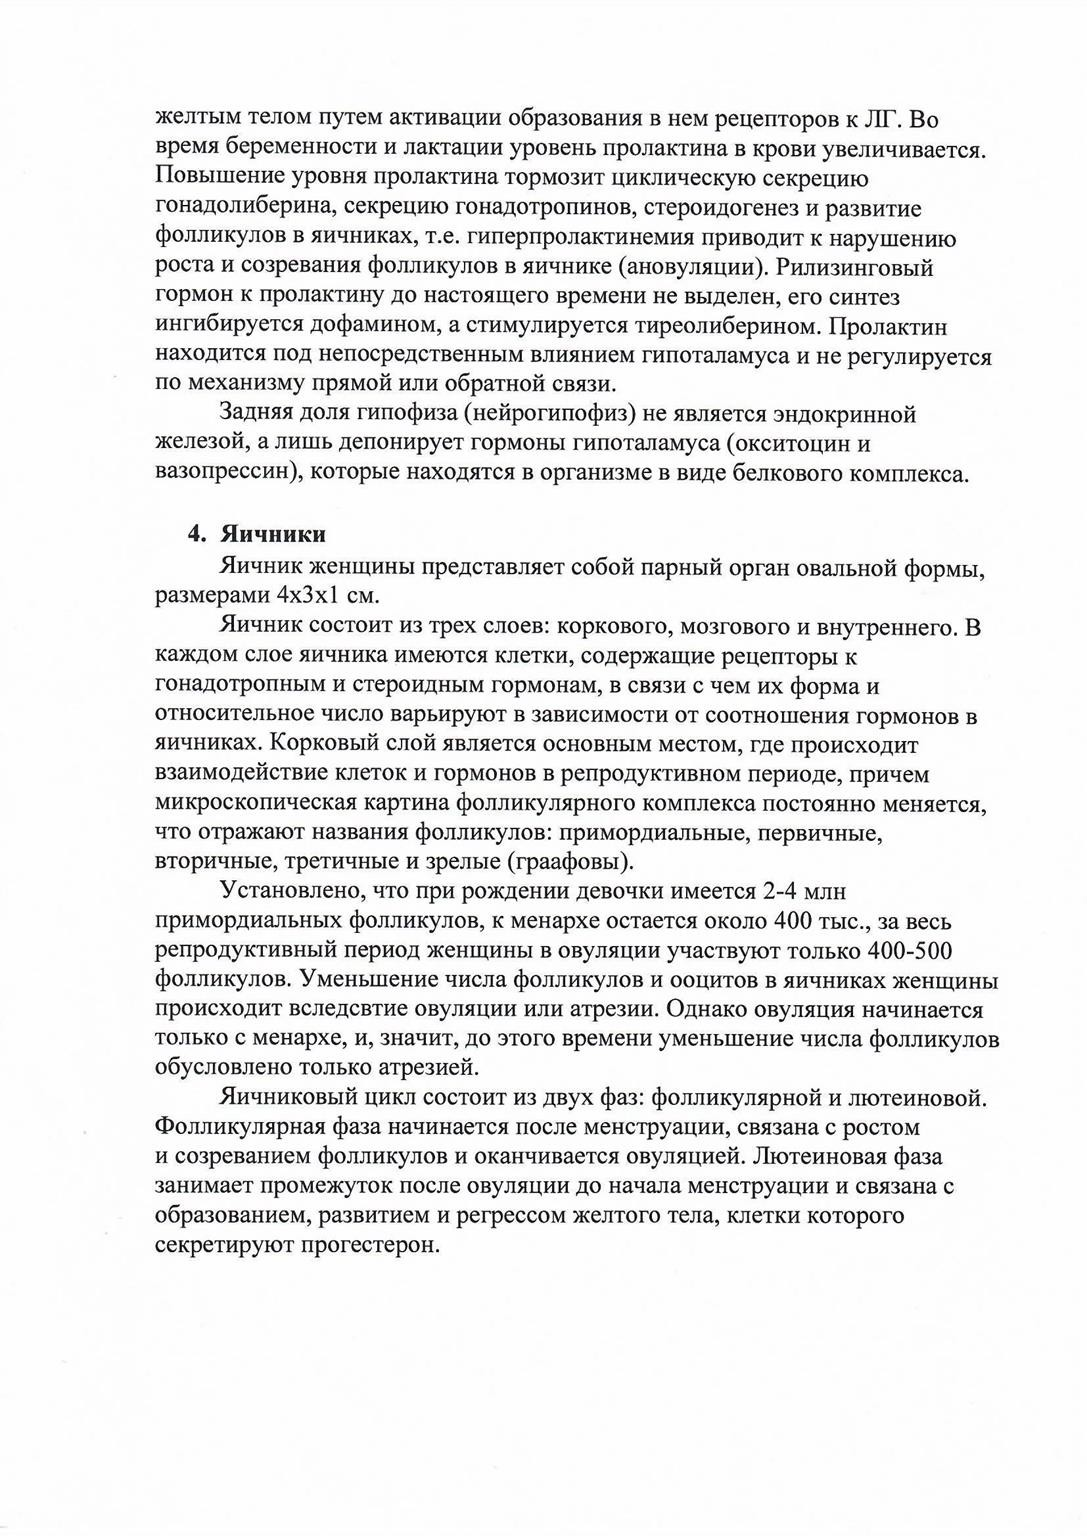 желтым телом путем активации образования в нем рецепторов к ЛГ. Во
время беременности и лактации уровень пролактина в крови увеличивается.
Повышение уровня пролактина тормозит циклическую секрецию
гонадолиберина, секрецию гонадотропинов, стероидогенез и развитие
фолликулов в яичниках, т.е. гиперпролактинемия приводит к нарушению
роста и созревания фолликулов в яичнике (ановуляции). Рилизинговый
гормон к пролактину до настоящего времени не выделен, его синтез
ингибируется дофамином, а стимулируется тиреолиберином. Пролактин
находится под непосредственным влиянием гипоталамуса и не регулируется
по механизму прямой или обратной связи.
Задняя доля гипофиза (нейрогипофиз) не является эндокринной
железой, а лишь депонирует гормоны гипоталамуса (окситоцин и
вазопрессин), которые находятся в организме в виде белкового комплекса.
4. Яичники
Яичник женщины представляет собой парный орган овальной формы,
размерами 4х3х1 см.
Яичник состоит из трех слоев: коркового, мозгового и внутреннего. В
каждом слое яичника имеются клетки, содержащие рецепторы к
гонадотропным и стероидным гормонам, в связи с чем их форма и
относительное число варьируют в зависимости от соотношения гормонов в
яичниках. Корковый слой является основным местом, где происходит
взаимодействие клеток и гормонов в репродуктивном периоде, причем
микроскопическая картина фолликулярного комплекса постоянно меняется,
что отражают названия фолликулов: примордиальные, первичные,
вторичные, третичные и зрелые (граафовы).
Установлено, что при рождении девочки имеется 2-4 млн
примордиальных фолликулов, к менархе остается около 400 тыс., за весь
репродуктивный период женщины в овуляции участвуют только 400-500
фолликулов. Уменьшение числа фолликулов и ооцитов в яичниках женщины
происходит вследсвтие овуляции или атрезии. Однако овуляция начинается
только с менархе, и, значит, до этого времени уменьшение числа фолликулов
обусловлено только атрезией.
Яичниковый цикл состоит из двух фаз: фолликулярной и лютеиновой.
Фолликулярная фаза начинается после менструации, связана с ростом
и созреванием фолликулов и оканчивается овуляцией. Лютеиновая фаза
занимает промежуток после овуляции до начала менструации и связана с
образованием, развитием и регрессом желтого тела, клетки которого
секретируют прогестерон.